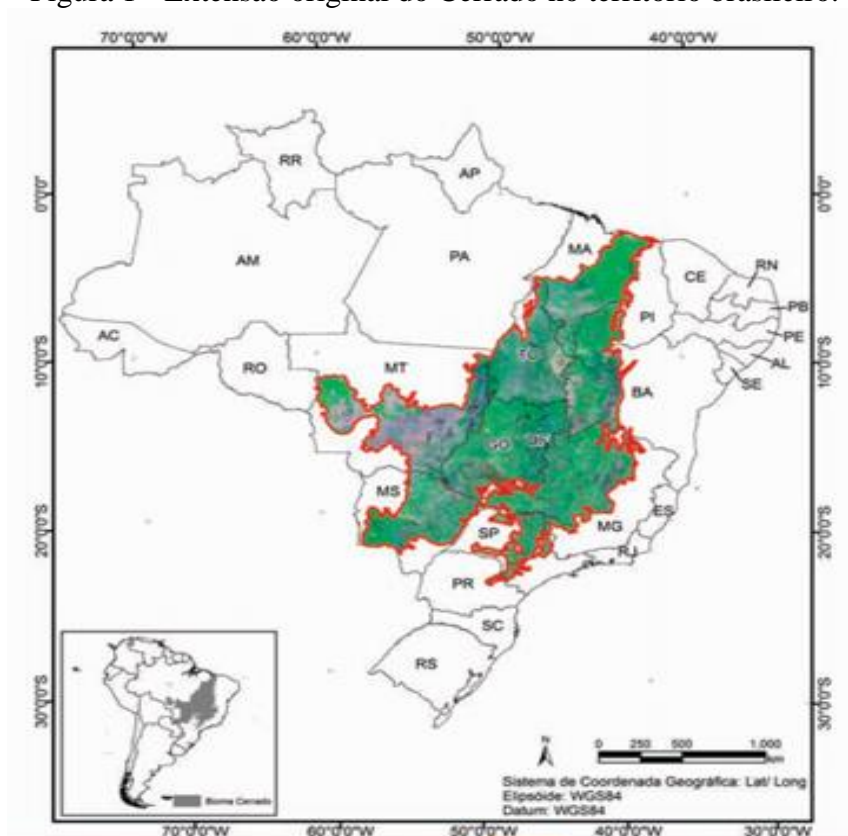 Figura 1 - Extensão original do Cerrado no território brasileiro.
70°0'0"W 60°0'0"W 50°0'0"W 40°0'0"W
RR
AP
0°0'0" 0°0'0"
AM
PA
MA
CE
RN
PB
PI
PE
AC
AL
SE
RO
MT
TO
BA
10°0'0"S 10°0'0"S
GO
MS
MG
ES
20°0'0"S 20°0'0"S
SP
RJ
PR
SC
RS
30°0'0"S 30°0'0"S
Bioma Cerrado
N
0 250 500 1.000
km
Sistema de Coordenada Geográfica: Lat/ Long
Elipsóide: WGS84
Datum: WGS84
70°0'0"W 60°0'0"W 50°0'0"W 40°0'0"W